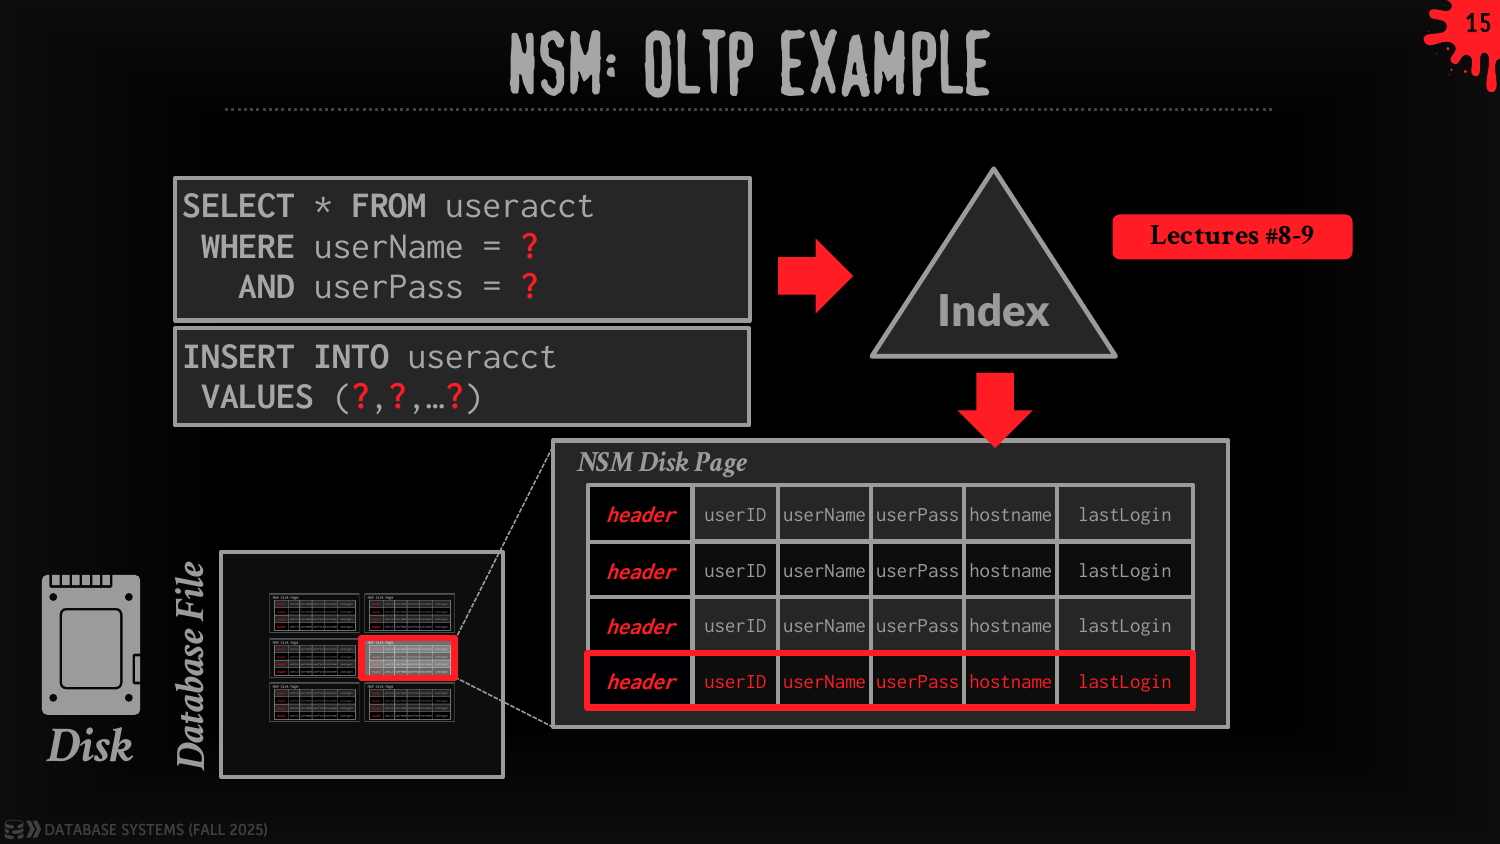 15
NSM: OLTP EXAMPLE
SELECT * FROM useracct
WHERE userName = ?
AND userPass = ?
INSERT INTO useracct
VALUES (?,?,…?)
Index
Lectures #8-9
NSM Disk Page
header userID userName userPass hostname lastLogin
header userID userName userPass hostname lastLogin
header userID userName userPass hostname lastLogin
header userID userName userPass hostname lastLogin
Database File
Disk
DATABASE SYSTEMS (FALL 2025)